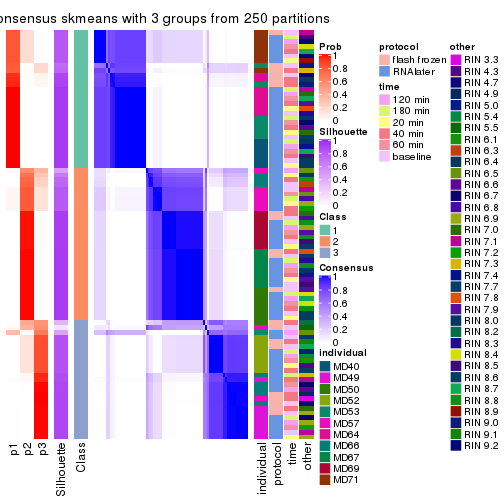 onsensus skmeans with 3 groups from 250 partitions
Prob
1
0.8
0.6
0.4
0.2
0
Silhouette
1
0.8
0.6
0.4
0.2
0
Class
1
2
3
Consensus
1
0.8
0.6
0.4
0.2
0
individual
MD40
MD49
MD50
MD52
MD53
MD57
MD64
MD66
MD67
MD69
MD71
protocol
flash frozen
RNAlater
time
120 min
180 min
20 min
40 min
60 min
baseline
other
RIN 3.3
RIN 4.3
RIN 4.7
RIN 4.9
RIN 5.0
RIN 5.4
RIN 5.5
RIN 6.1
RIN 6.3
RIN 6.4
RIN 6.5
RIN 6.6
RIN 6.7
RIN 6.8
RIN 6.9
RIN 7.0
RIN 7.1
RIN 7.2
RIN 7.3
RIN 7.4
RIN 7.7
RIN 7.8
RIN 7.9
RIN 8.0
RIN 8.2
RIN 8.3
RIN 8.4
RIN 8.5
RIN 8.6
RIN 8.7
RIN 8.8
RIN 8.9
RIN 9.0
RIN 9.1
RIN 9.2
p1
p2
p3
Silhouette
Class
individual
protocol
time
other